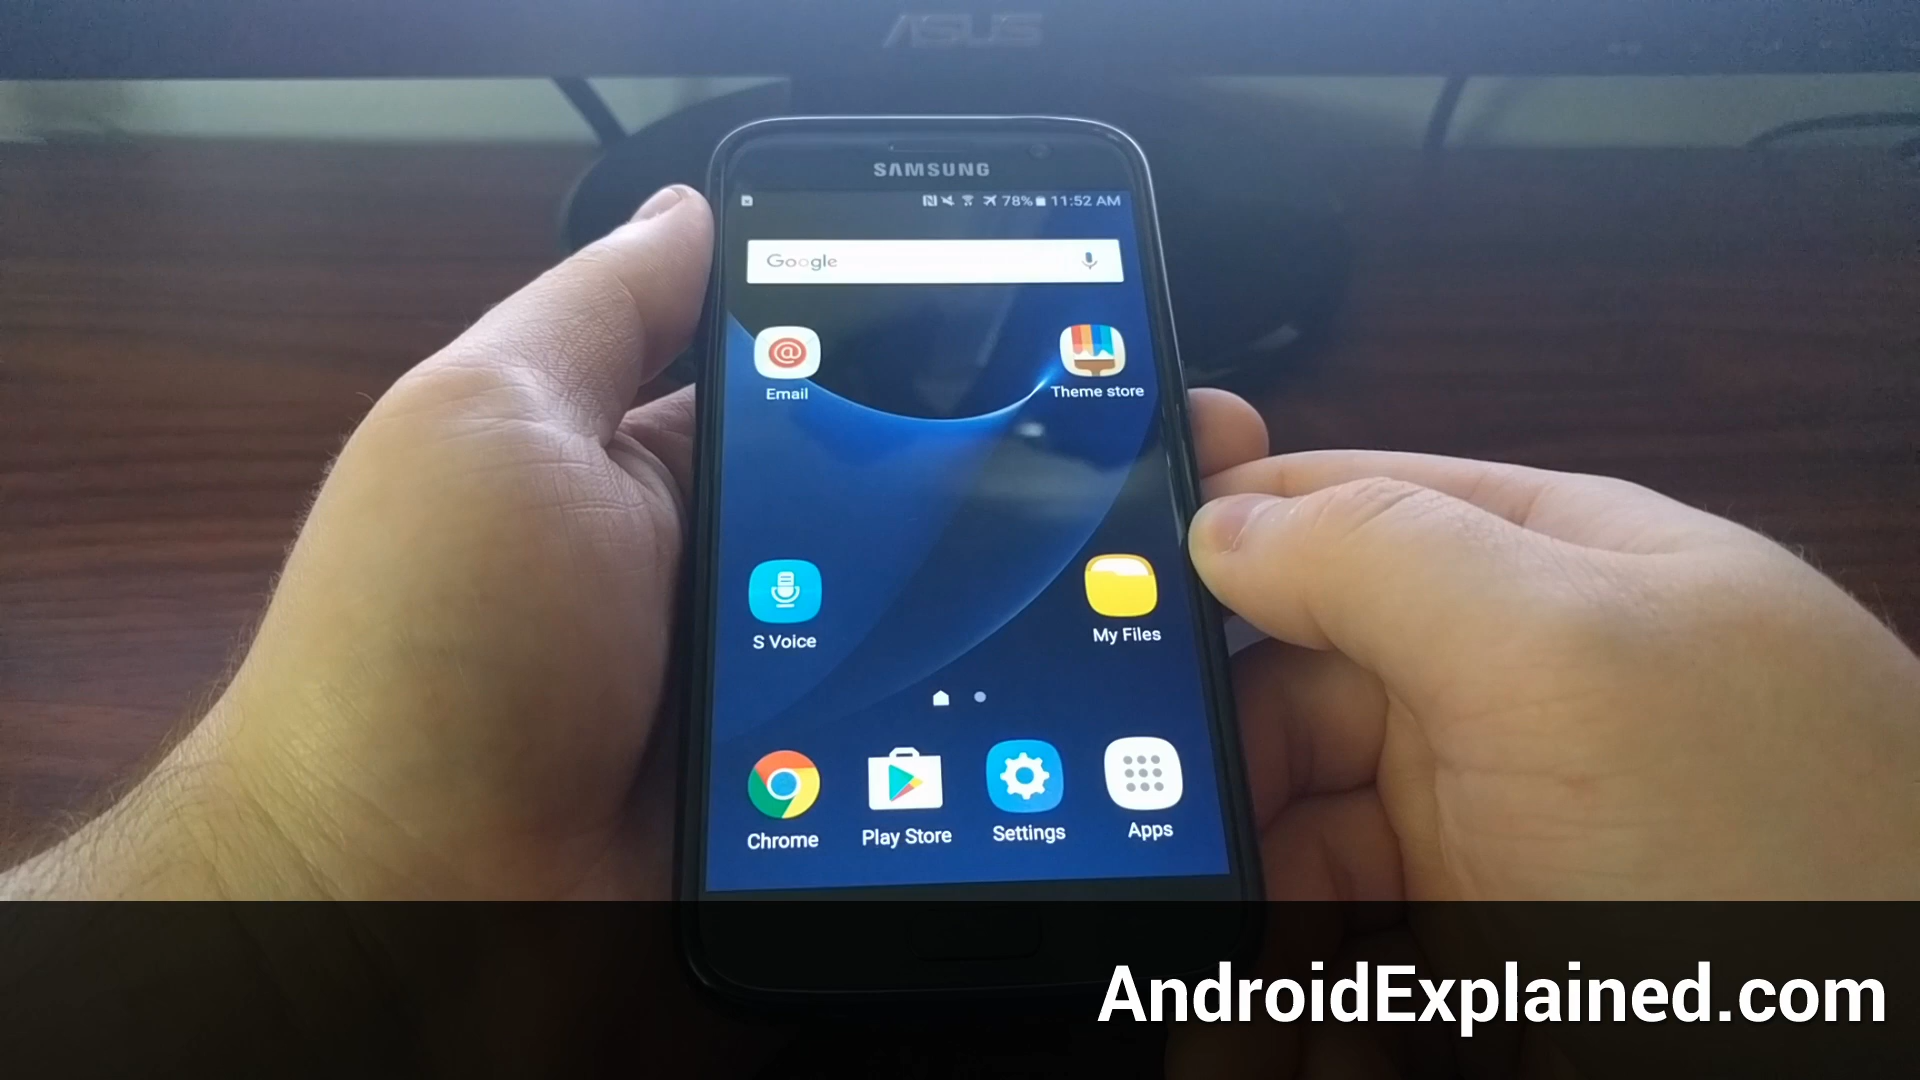 ASUS
SAMSUNG
78% 11:52 AM
Google
Email
Theme store
S Voice
My Files
Chrome
Play Store
Settings
Apps
AndroidExplained.com